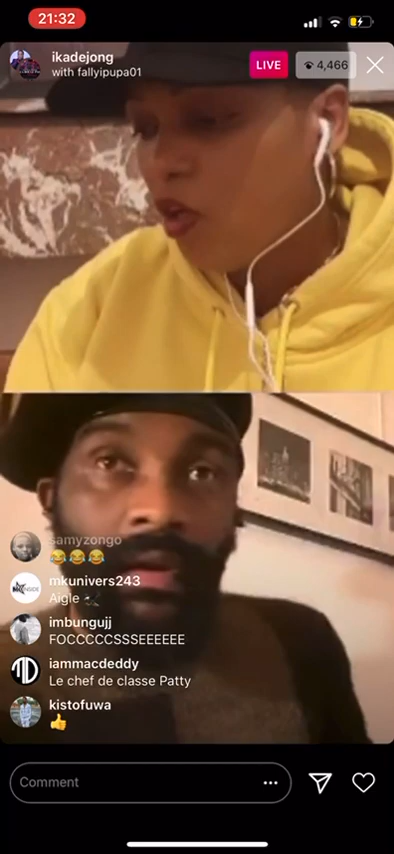 21:32
ikadejong
with fallyipupa01
LIVE
4,466
samyzongo
😂😂😂
mkunivers243
Aigle 🦅
imbungujj
FOCCCCCSSSEEEEEE
iammacdeddy
Le chef de classe Patty
kistofuwa
👍
Comment